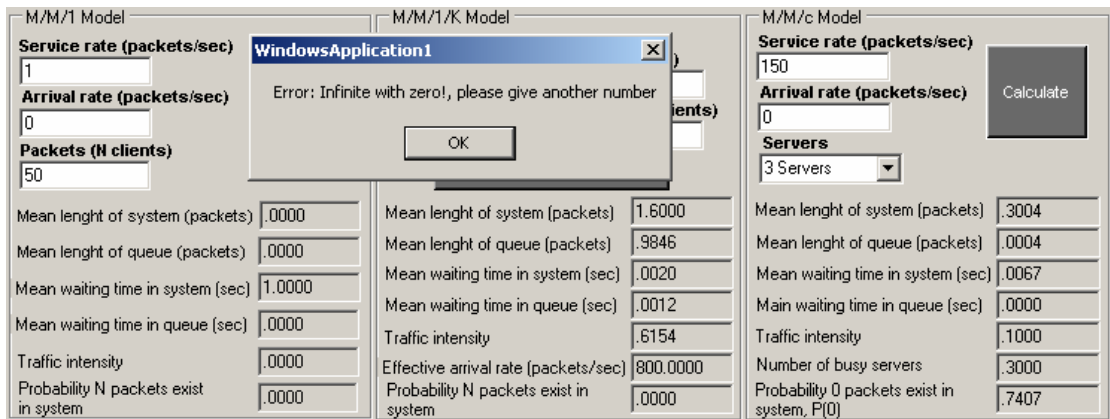 M/M/1 Model
Service rate (packets/sec)
1
Arrival rate (packets/sec)
0
Packets (N clients)
50
Mean lenght of system (packets) .0000
Mean lenght of queue (packets) .0000
Mean waiting time in system (sec) 1.0000
Mean waiting time in queue (sec) .0000
Traffic intensity .0000
Probability N packets exist
in system .0000
M/M/1/K Model
WindowsApplication1
Error: Infinite with zero!, please give another number
OK
)
ients)
Mean lenght of system (packets) 1.6000
Mean lenght of queue (packets) .9846
Mean waiting time in system (sec) .0020
Mean waiting time in queue (sec) .0012
Traffic intensity .6154
Effective arrival rate (packets/sec) 800.0000
Probability N packets exist in
system .0000
M/M/c Model
Service rate (packets/sec)
150
Arrival rate (packets/sec)
0
Servers
3 Servers
Calculate
Mean lenght of system (packets) .3004
Mean lenght of queue (packets) .0004
Mean waiting time in system (sec) .0067
Main waiting time in queue (sec) .0000
Traffic intensity .1000
Number of busy servers .3000
Probability 0 packets exist in
system, P(0) .7407